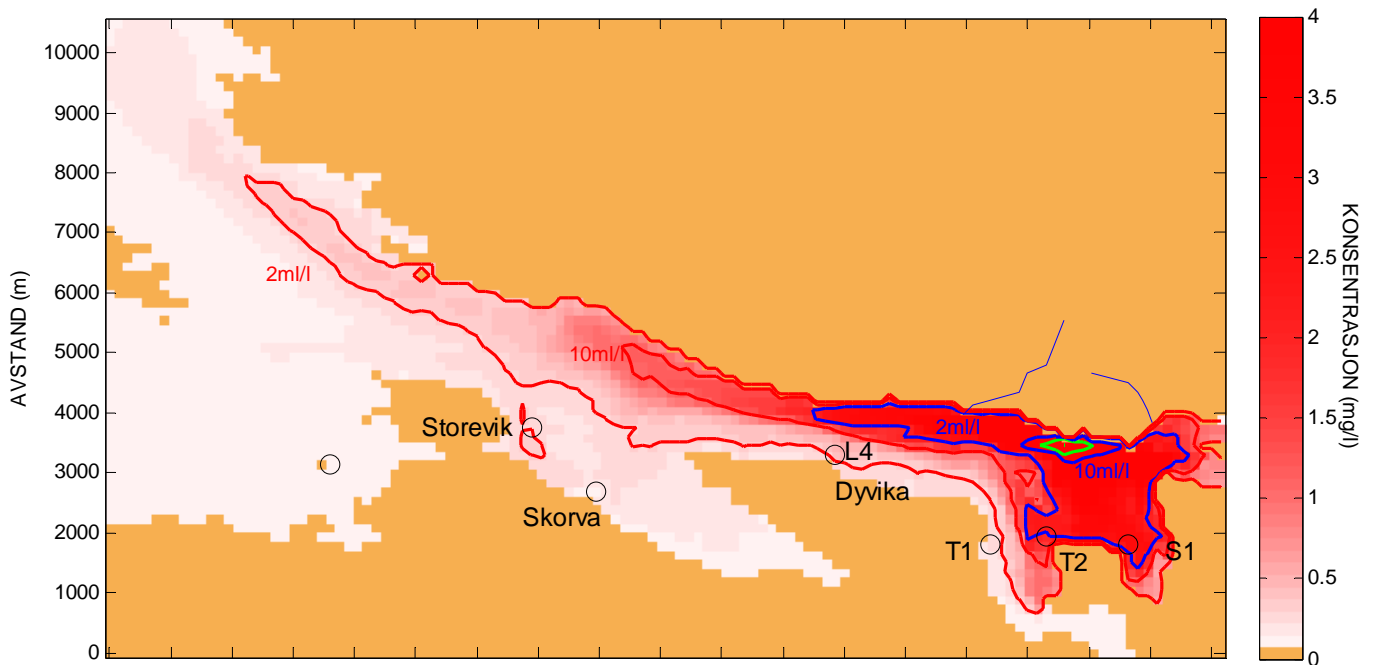 10000
9000
8000
7000
6000
5000
4000
3000
2000
1000
0
AVSTAND (m)
2ml/l
10ml/l
Storevik
Skorva
L4
Dyvika
2ml/l
10ml/l
T1
T2
S1
4
3.5
3
2.5
2
1.5
1
0.5
0
KONSENTRASJON (mg/l)